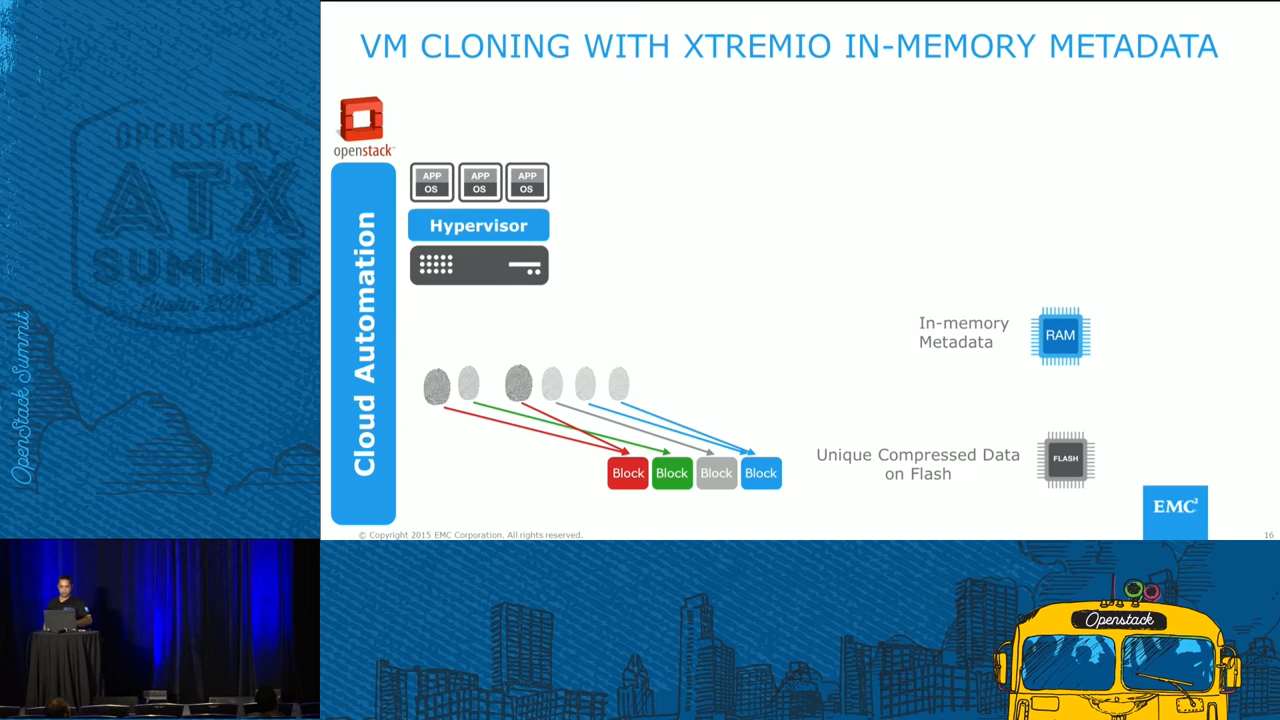 VM CLONING WITH XTREMIO IN-MEMORY METADATA
openstack
APP
OS
APP
OS
APP
OS
Hypervisor
Cloud Automation
In-memory
Metadata
RAM
Block
Block
Block
Block
Unique Compressed Data
on Flash
FLASH
EMC²
© Copyright 2015 EMC Corporation. All rights reserved.
16
OPENSTACK
ATX
SUMMIT
Austin 2016
OpenStack Summit
Openstack